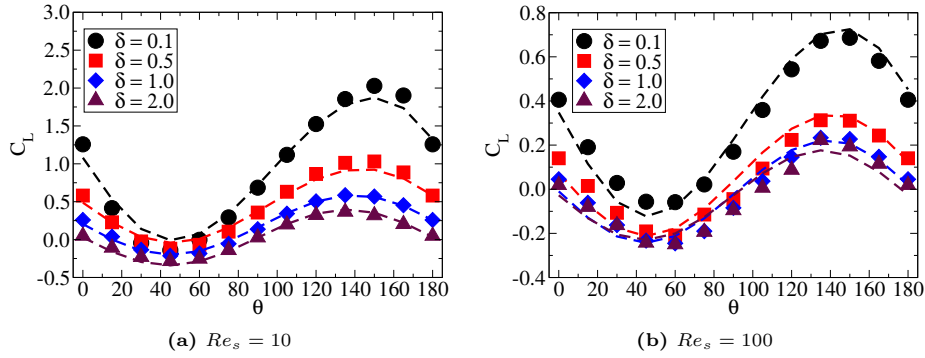 3.0
2.5
2.0
1.5
1.0
0.5
0.0
-0.5
C_L
δ = 0.1
δ = 0.5
δ = 1.0
δ = 2.0
0 20 40 60 80 100 120 140 160 180
θ
(a) Re_s = 10
0.8
0.6
0.4
0.2
0.0
-0.2
-0.4
C_L
δ = 0.1
δ = 0.5
δ = 1.0
δ = 2.0
0 20 40 60 80 100 120 140 160 180
θ
(b) Re_s = 100